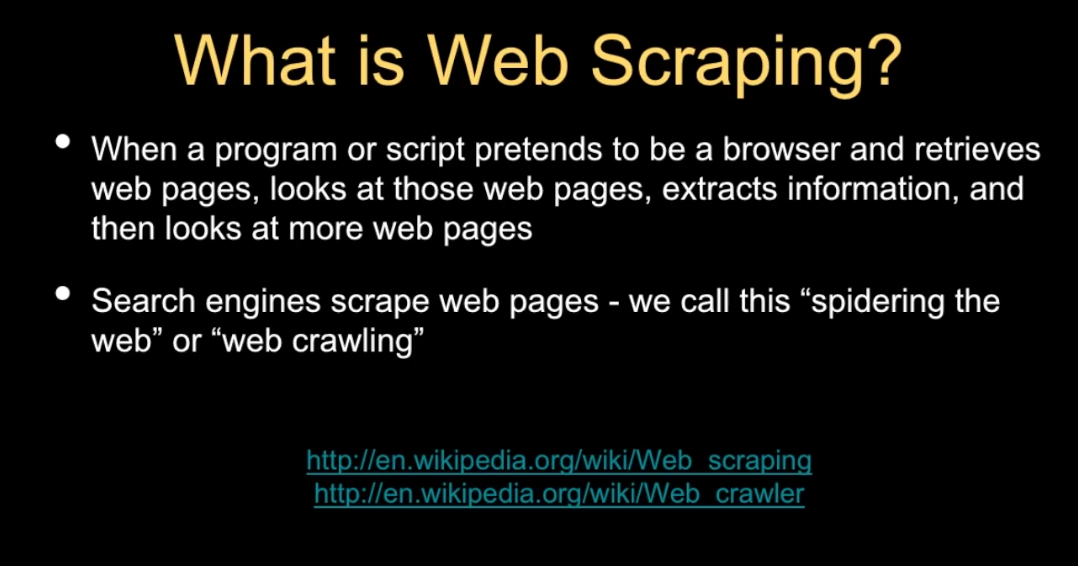 What is Web Scraping?
• When a program or script pretends to be a browser and retrieves
web pages, looks at those web pages, extracts information, and
then looks at more web pages
• Search engines scrape web pages - we call this “spidering the
web” or “web crawling”
http://en.wikipedia.org/wiki/Web_scraping
http://en.wikipedia.org/wiki/Web_crawler